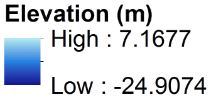 Elevation (m)
High : 7.1677
Low : -24.9074